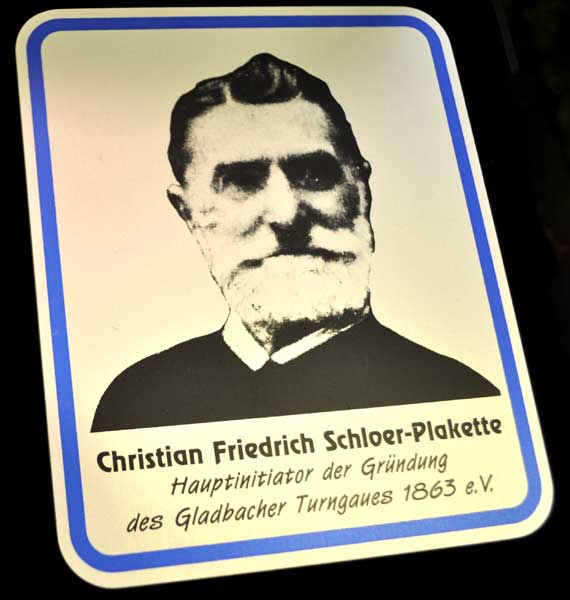 Christian Friedrich Schloer-Plakette
Hauptinitiator der Gründung
des Gladbacher Turngaues 1863 e.V.